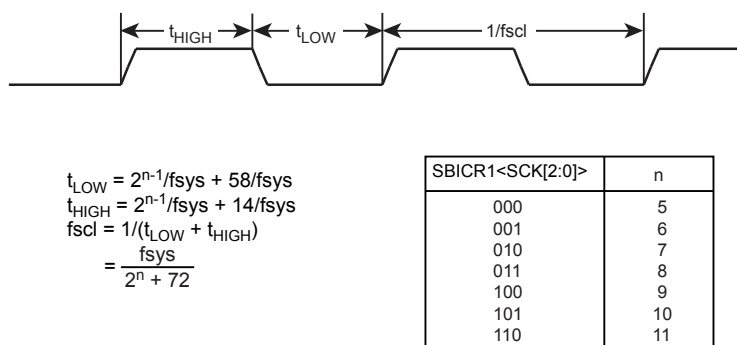 tHIGH tLOW 1/fscl
tLOW = 2n-1/fsys + 58/fsys
tHIGH = 2n-1/fsys + 14/fsys
fscl = 1/(tLOW + tHIGH)
= fsys
2n + 72
SBICR1<SCK[2:0]> n
000 5
001 6
010 7
011 8
100 9
101 10
110 11